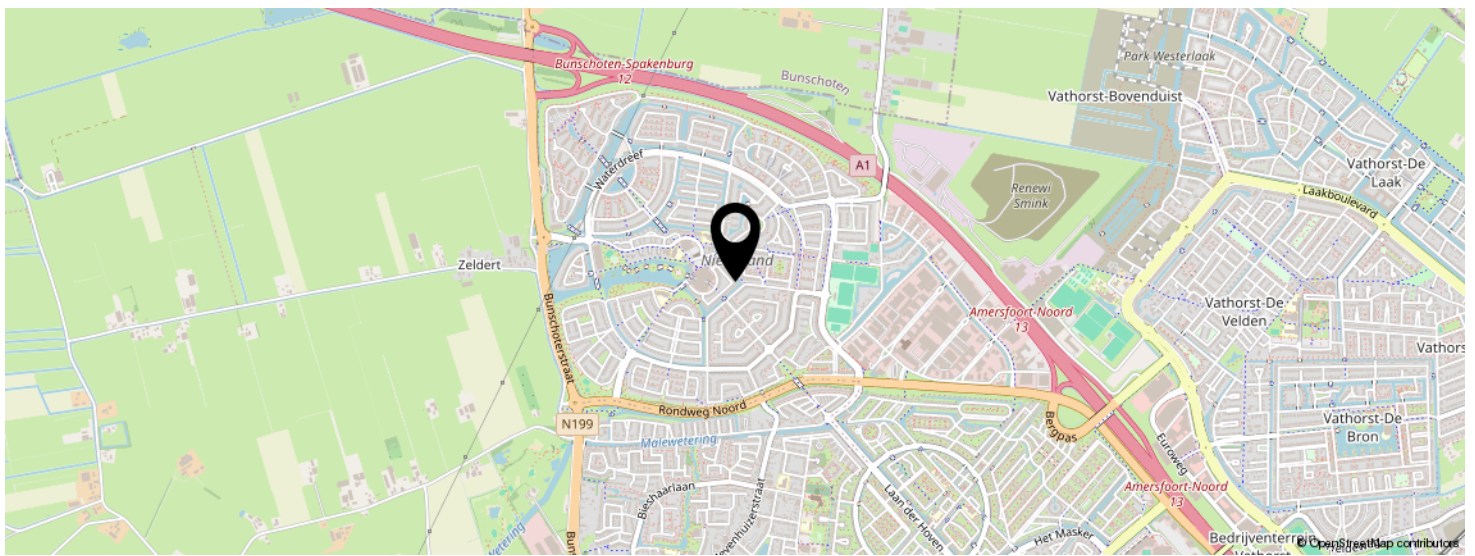 Bunschoten-Spakenburg
12
Bunschoten
Park Westerlaak
Vathorst-Bovenduist
Waterdreef
A1
Renewi
Smink
Vathorst-De
Laak
Laakboulevard
Zeldert
Bunschoterstraat
Amersfoort-Noord
13
Vathorst-De
Velden
Rondweg Noord
N199
Malewetering
Bergpas
Euroweg
Vathorst-De
Bron
Bieshaarlaan
Laan der Hoven
Amersfoort-Noord
13
Het Masker
© OpenStreetMap contributors